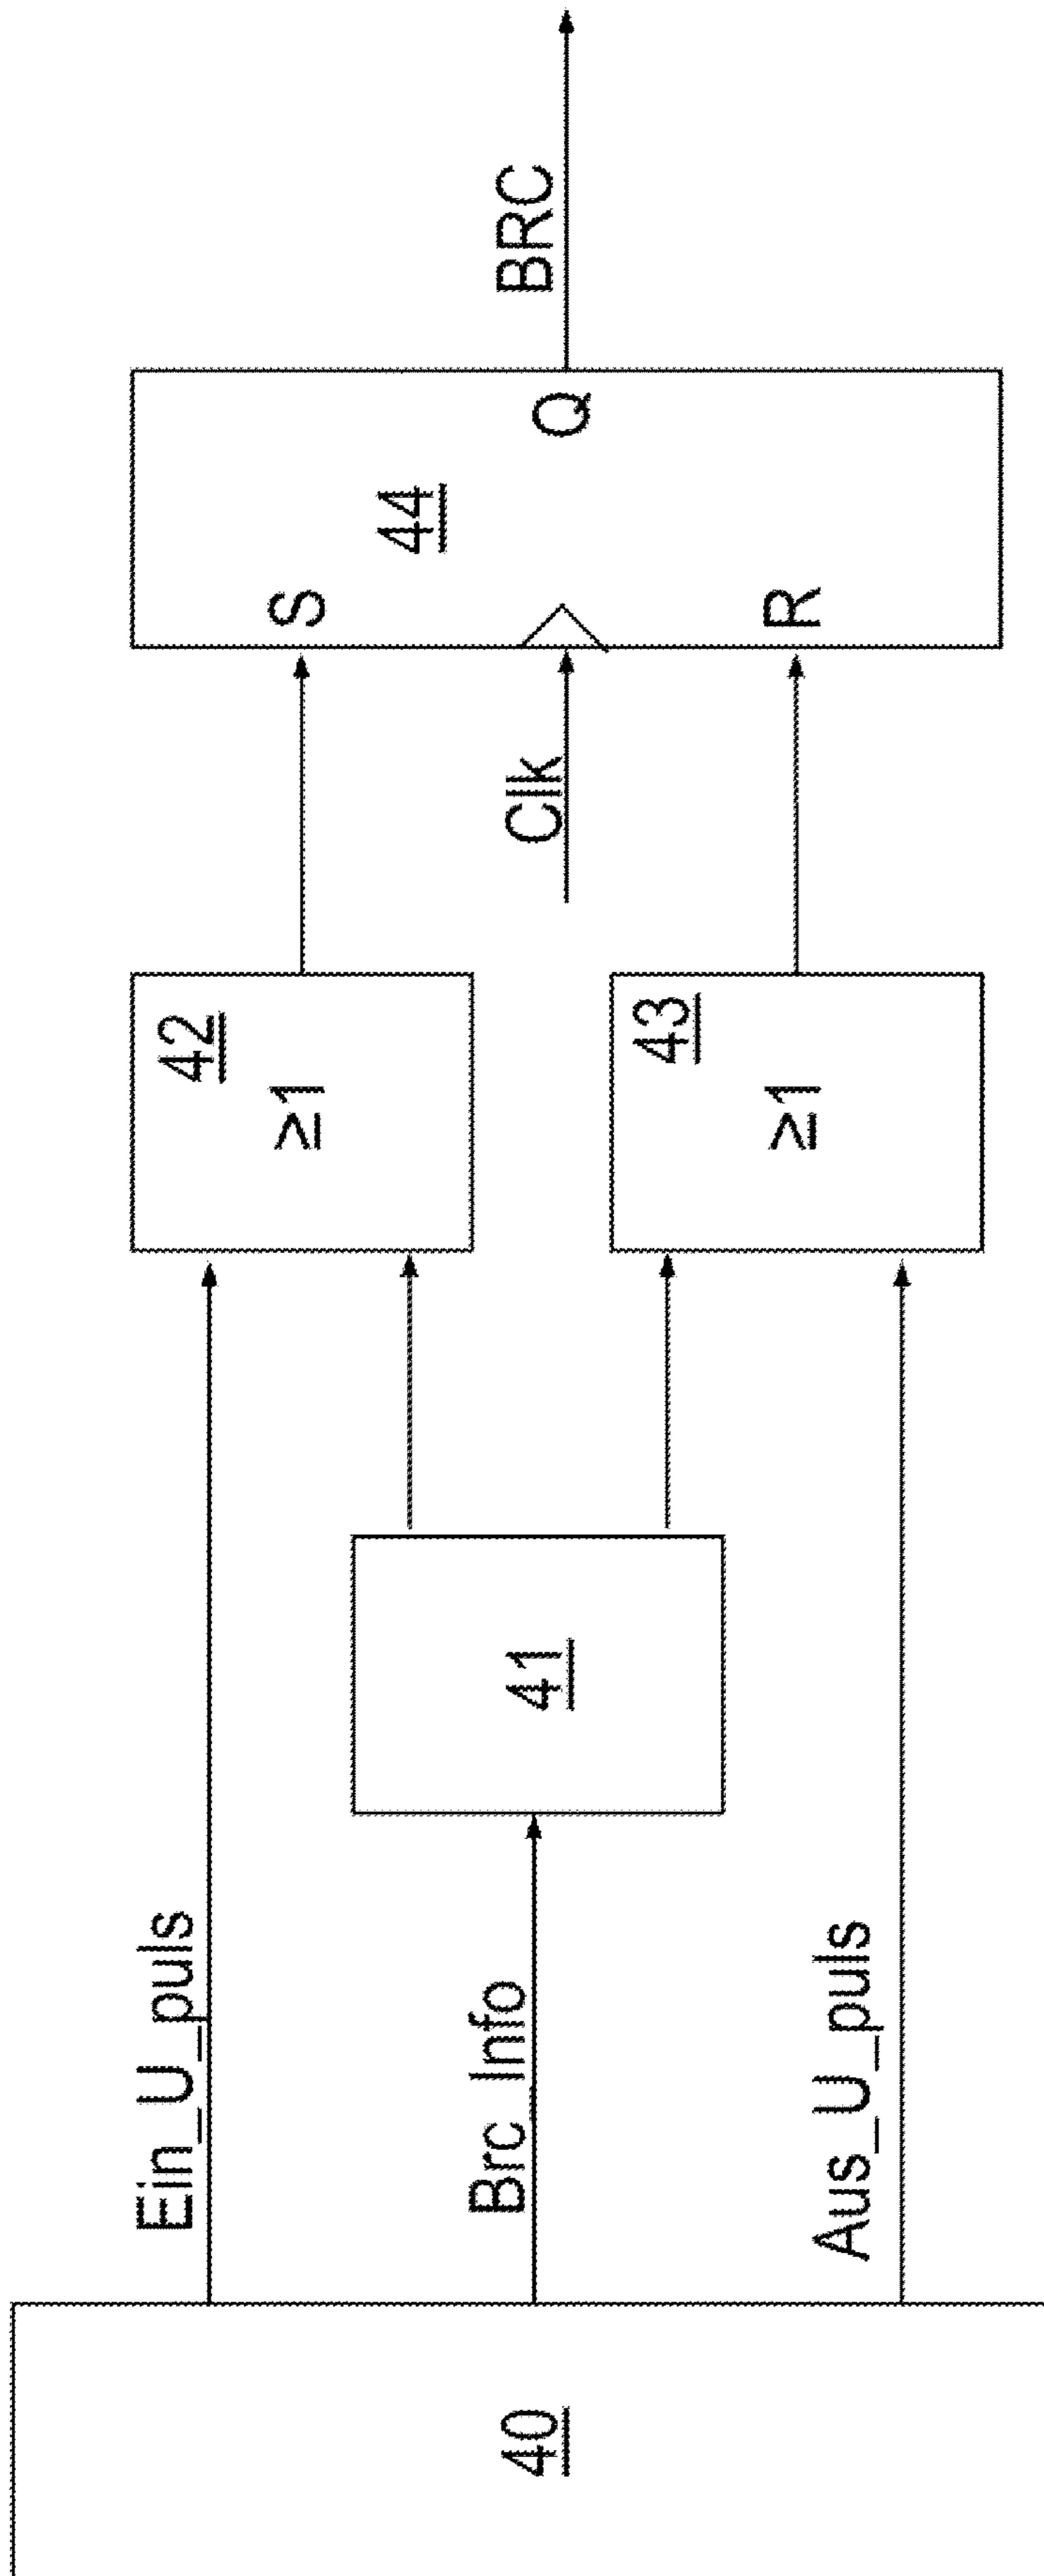 40
Ein_U_puls
Brc_Info
Aus_U_puls
41
42
≥1
43
≥1
Clk
S
R
44
Q
BRC